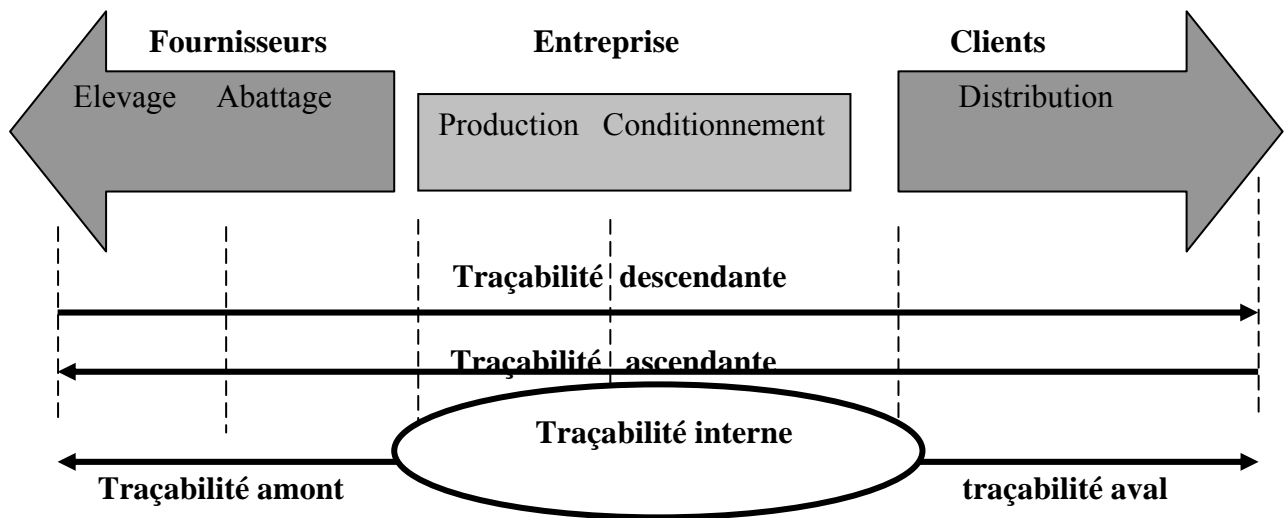 Fournisseurs Entreprise Clients
Elevage Abattage Distribution
Production Conditionnement
Traçabilité descendante
Traçabilité ascendante
Traçabilité interne
Traçabilité amont traçabilité aval